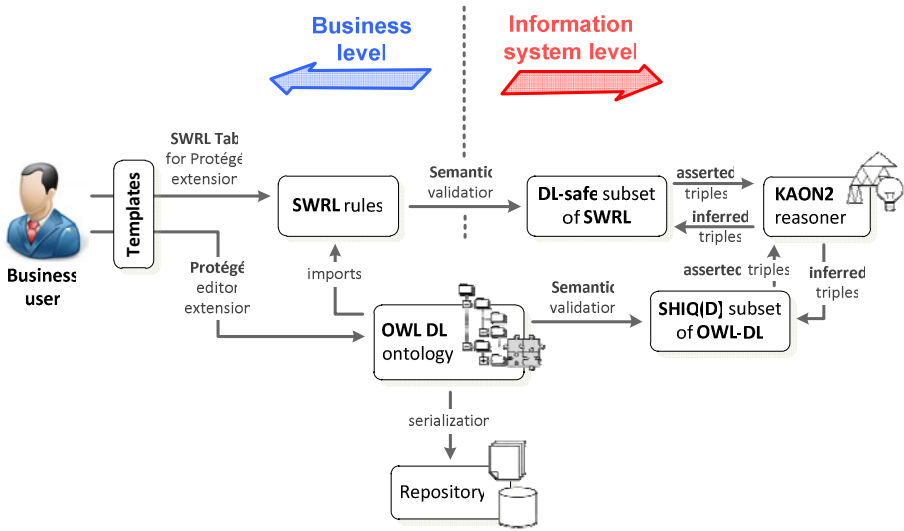 Business
level
Information
system level
SWRL Tab
for Protégé
extension
Templates
Business
user
SWRL rules
Semantic
validation
DL-safe subset
of SWRL
asserted
triples
inferred
triples
KAON2
reasoner
Protégé
editor
extension
imports
OWL DL
ontology
Semantic
validation
asserted triples
inferred
triples
SHIQ(D) subset
of OWL-DL
serialization
Repository